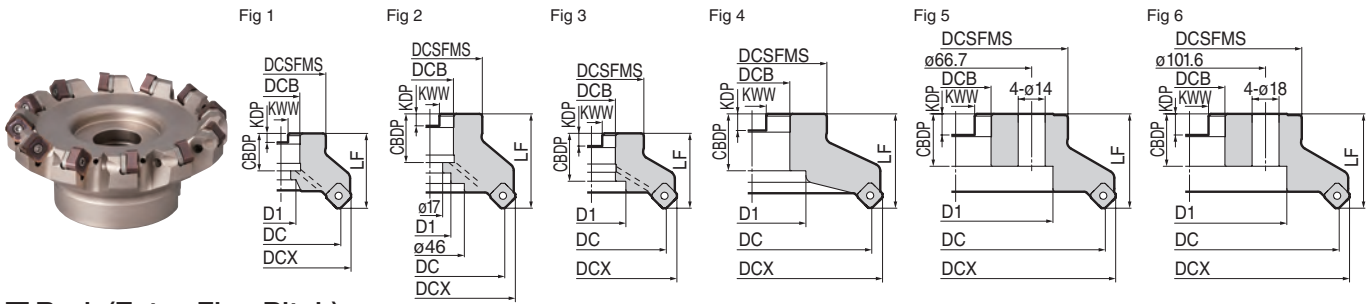 Fig 1
DCSFMS
DCB
KWW
KDP
CBDP
LF
D1
DC
DCX
Fig 2
DCSFMS
DCB
KWW
KDP
CBDP
LF
ø17
D1
ø46
DC
DCX
Fig 3
DCSFMS
DCB
KWW
KDP
CBDP
LF
D1
DC
DCX
Fig 4
DCSFMS
DCB
KWW
KDP
CBDP
LF
D1
DC
DCX
Fig 5
DCSFMS
ø66.7
DCB
4-ø14
KWW
KDP
CBDP
LF
D1
DC
DCX
Fig 6
DCSFMS
ø101.6
DCB
4-ø18
KWW
KDP
CBDP
LF
D1
DC
DCX